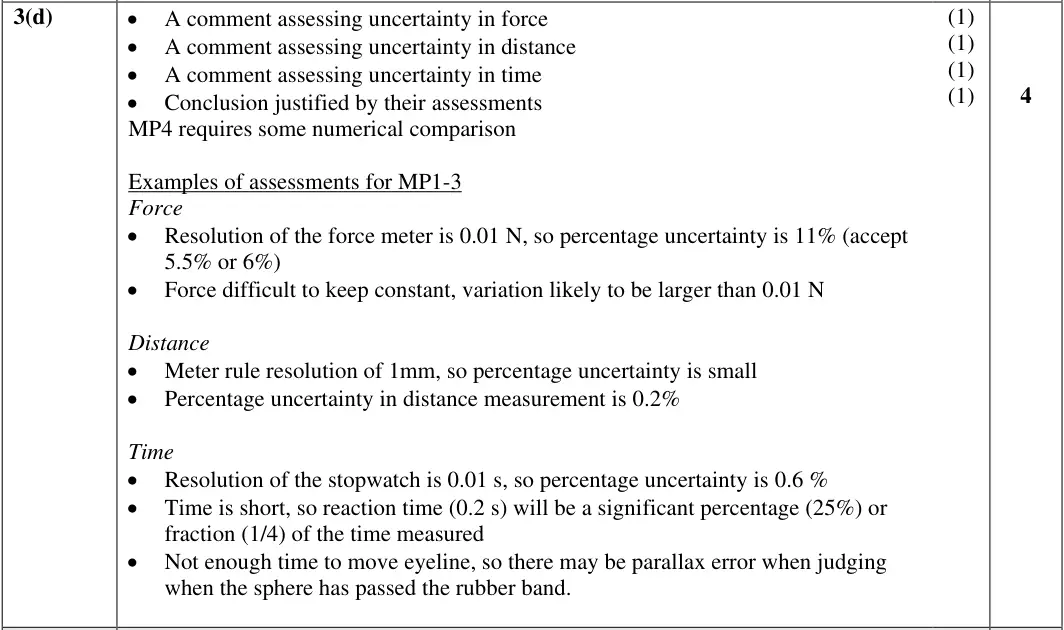 3(d)
• A comment assessing uncertainty in force (1)
• A comment assessing uncertainty in distance (1)
• A comment assessing uncertainty in time (1)
• Conclusion justified by their assessments (1) 4
MP4 requires some numerical comparison
Examples of assessments for MP1-3
Force
• Resolution of the force meter is 0.01 N, so percentage uncertainty is 11% (accept
5.5% or 6%)
• Force difficult to keep constant, variation likely to be larger than 0.01 N
Distance
• Meter rule resolution of 1mm, so percentage uncertainty is small
• Percentage uncertainty in distance measurement is 0.2%
Time
• Resolution of the stopwatch is 0.01 s, so percentage uncertainty is 0.6 %
• Time is short, so reaction time (0.2 s) will be a significant percentage (25%) or
fraction (1/4) of the time measured
• Not enough time to move eyeline, so there may be parallax error when judging
when the sphere has passed the rubber band.